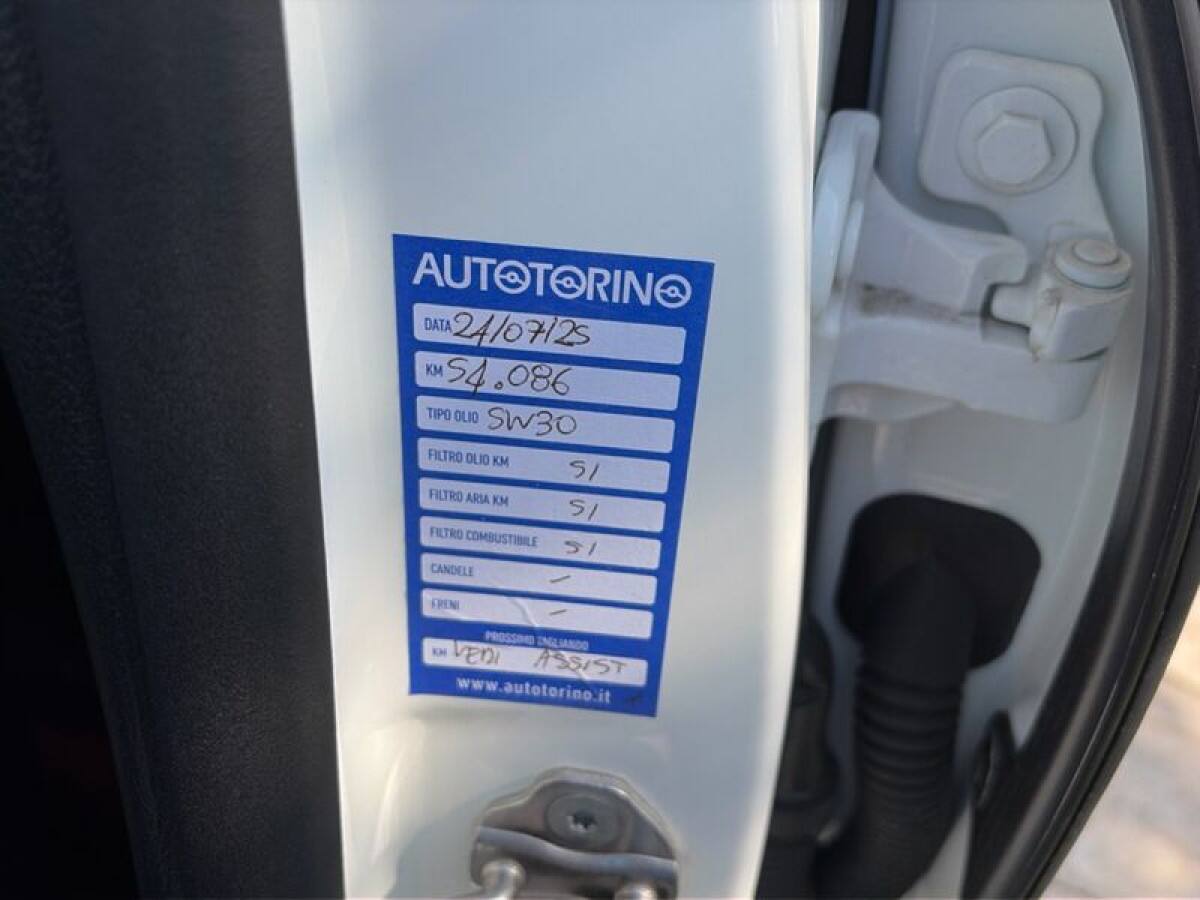 AUTOTORINO
DATA 24/07/25
KM 54.086
TIPO OLIO 5W30
FILTRO OLIO KM SI
FILTRO ARIA KM SI
FILTRO COMBUSTIBILE SI
CANDELE –
FRENI –
PROSSIMO TAGLIANDO
KM VEDI ASSIST
www.autotorino.it